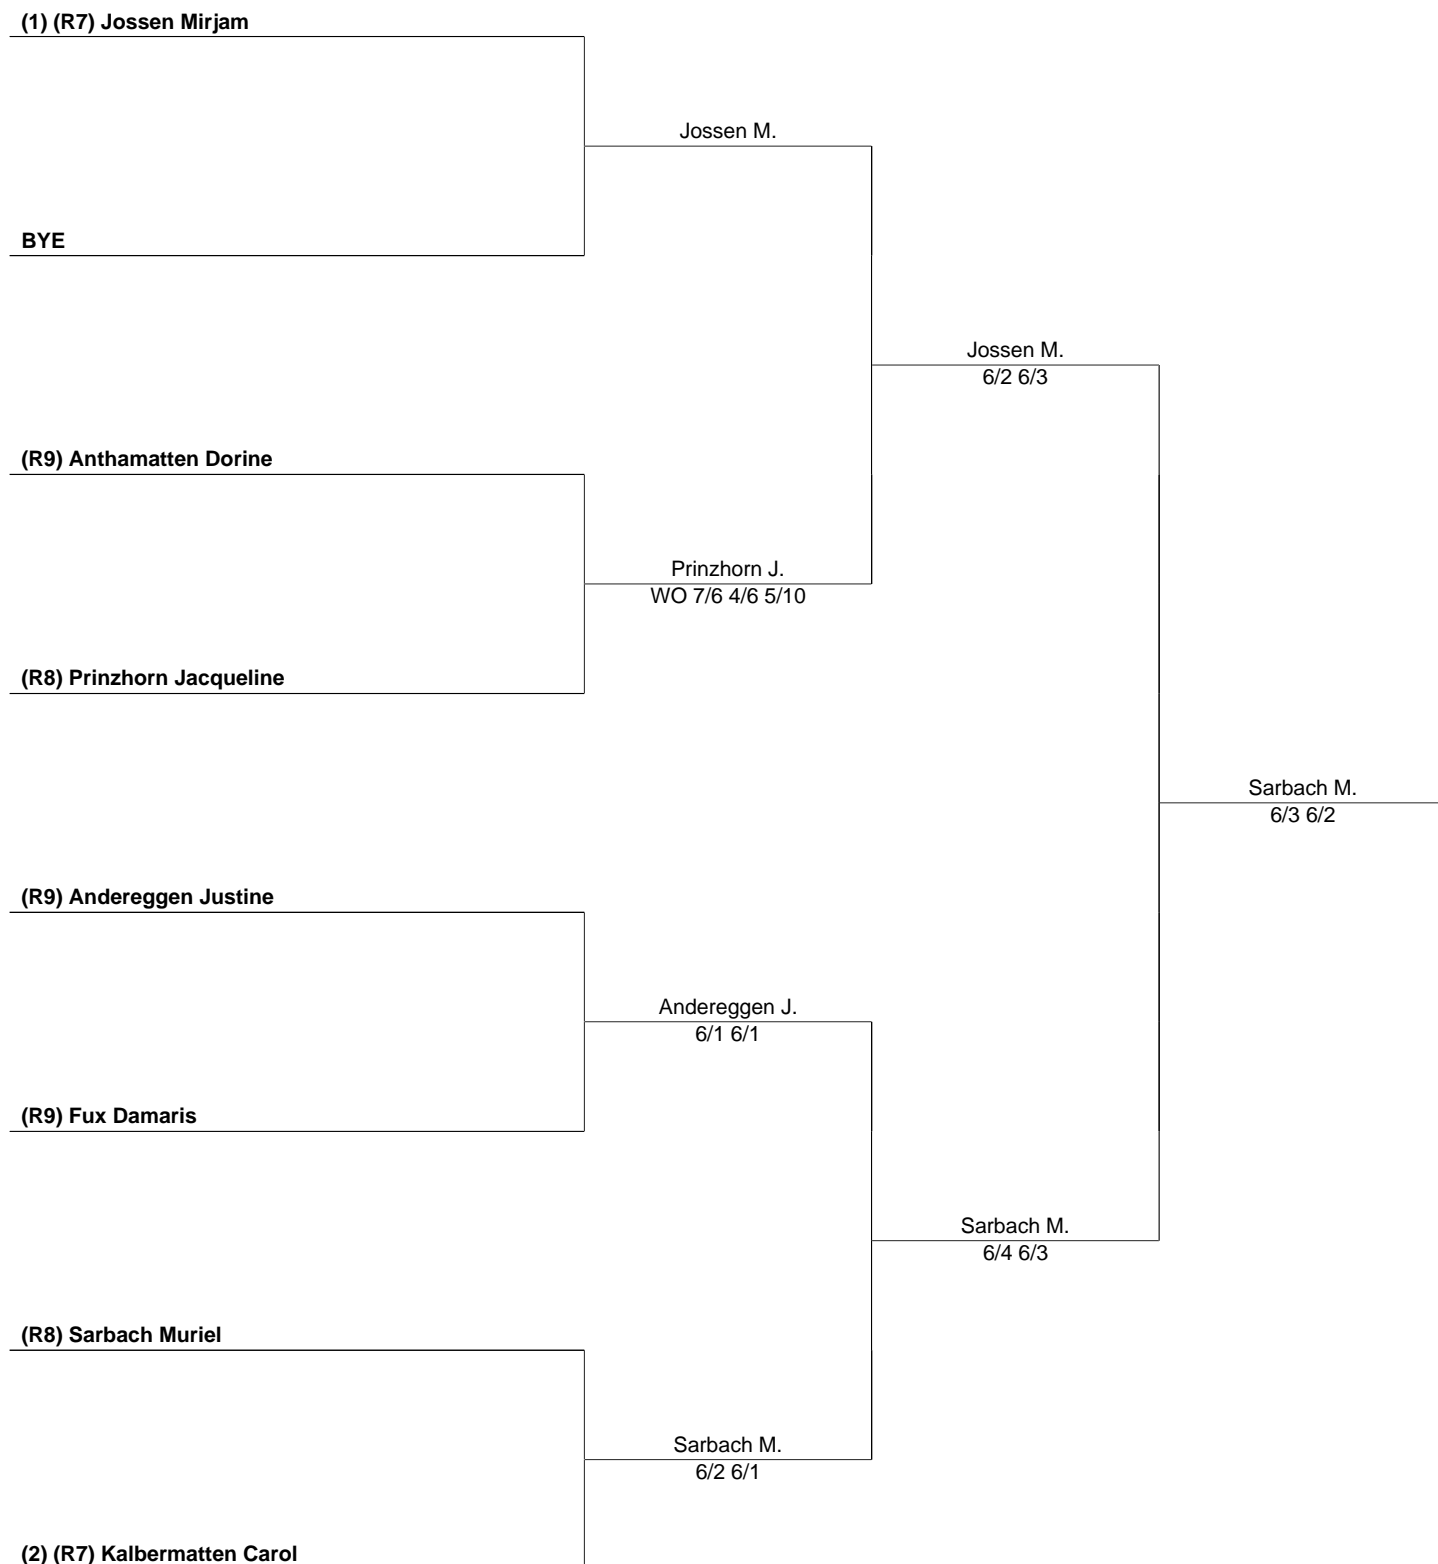 (1) (R7) Jossen Mirjam
Jossen M.
BYE
Jossen M.
6/2 6/3
(R9) Anthamatten Dorine
Prinzhorn J.
WO 7/6 4/6 5/10
(R8) Prinzhorn Jacqueline
Sarbach M.
6/3 6/2
(R9) Andereggen Justine
Andereggen J.
6/1 6/1
(R9) Fux Damaris
Sarbach M.
6/4 6/3
(R8) Sarbach Muriel
Sarbach M.
6/2 6/1
(2) (R7) Kalbermatten Carol